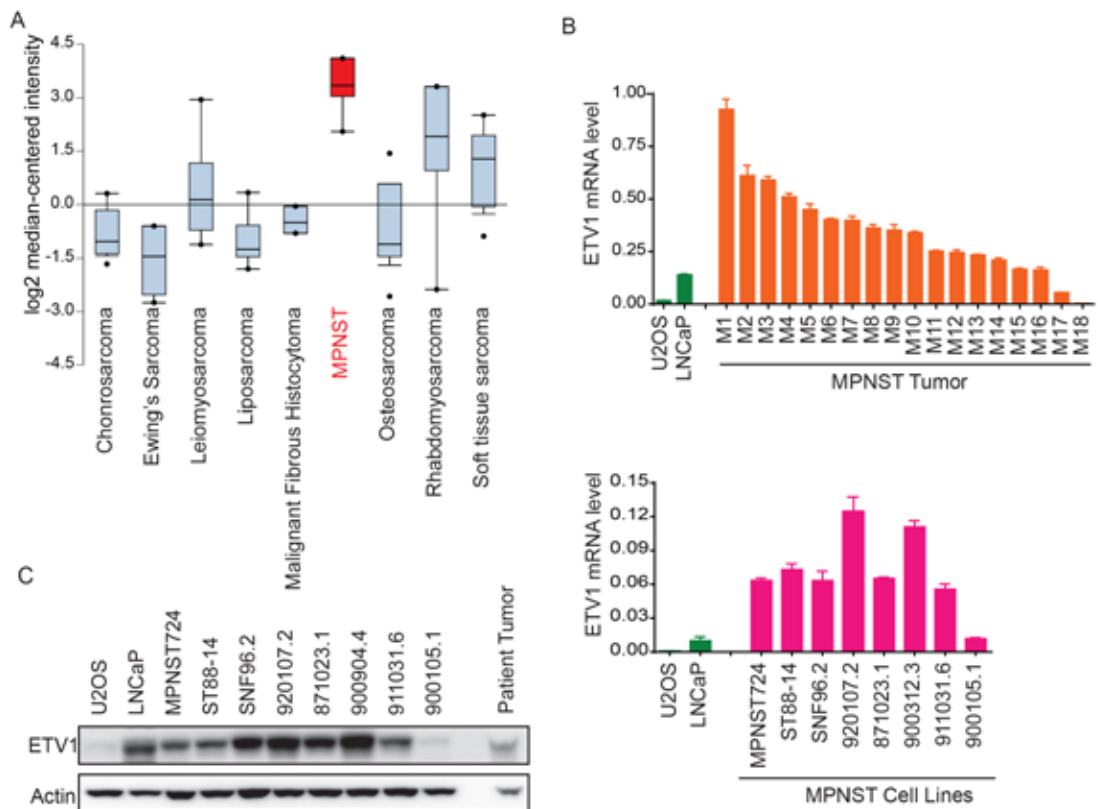 A
log2 median-centered intensity
4.5
3.0
1.5
0.0
-1.5
-3.0
-4.5
Chonrosarcoma
Ewing's Sarcoma
Leiomyosarcoma
Liposarcoma
Malignant Fibrous Histocytoma
MPNST
Osteosarcoma
Rhabdomyosarcoma
Soft tissue sarcoma
B
ETV1 mRNA level
1.00
0.75
0.50
0.25
0.00
U2OS
LNCaP
M1
M2
M3
M4
M5
M6
M7
M8
M9
M10
M11
M12
M13
M14
M15
M16
M17
M18
MPNST Tumor
ETV1 mRNA level
0.15
0.12
0.09
0.06
0.03
0.00
U2OS
LNCaP
MPNST724
ST88-14
SNF96.2
920107.2
871023.1
900312.3
911031.6
900105.1
MPNST Cell Lines
C
U2OS
LNCaP
MPNST724
ST88-14
SNF96.2
920107.2
871023.1
900904.4
911031.6
900105.1
Patient Tumor
ETV1
Actin